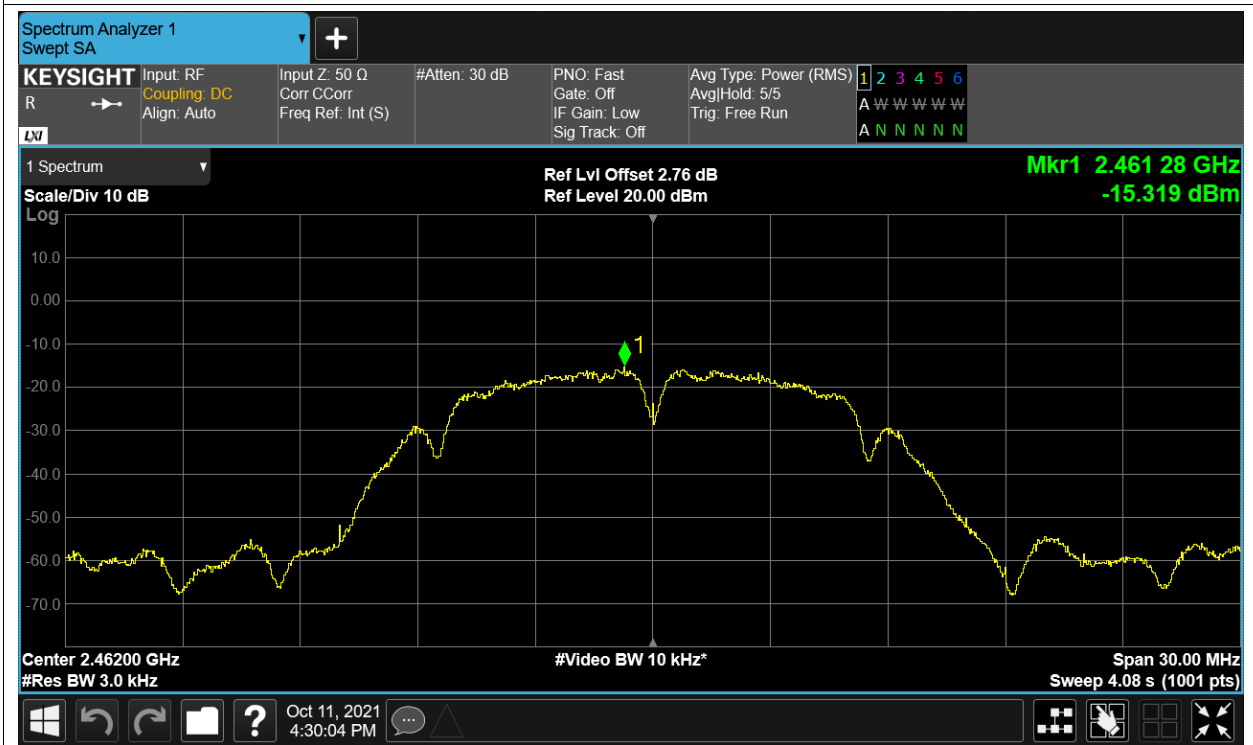 Spectrum Analyzer 1
Swept SA
KEYSIGHT
R
LXI
Input: RF
Coupling: DC
Align: Auto
Input Z: 50 Ω
Corr CCorr
Freq Ref: Int (S)
#Atten: 30 dB
PNO: Fast
Gate: Off
IF Gain: Low
Sig Track: Off
Avg Type: Power (RMS)
Avg|Hold: 5/5
Trig: Free Run
1 2 3 4 5 6
A W W W W W
A N N N N N
1 Spectrum
Scale/Div 10 dB
Log
Ref Lvl Offset 2.76 dB
Ref Level 20.00 dBm
Mkr1 2.461 28 GHz
-15.319 dBm
10.0
0.00
-10.0
1
-20.0
-30.0
-40.0
-50.0
-60.0
-70.0
Center 2.46200 GHz
#Res BW 3.0 kHz
#Video BW 10 kHz*
Span 30.00 MHz
Sweep 4.08 s (1001 pts)
?
Oct 11, 2021
4:30:04 PM